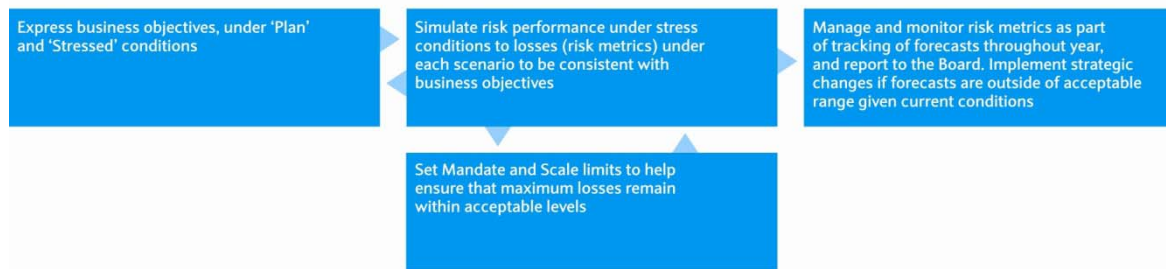 Express business objectives, under ‘Plan’
and ‘Stressed’ conditions
Simulate risk performance under stress
conditions to losses (risk metrics) under
each scenario to be consistent with
business objectives
Manage and monitor risk metrics as part
of tracking of forecasts throughout year,
and report to the Board. Implement strategic
changes if forecasts are outside of acceptable
range given current conditions
Set Mandate and Scale limits to help
ensure that maximum losses remain
within acceptable levels